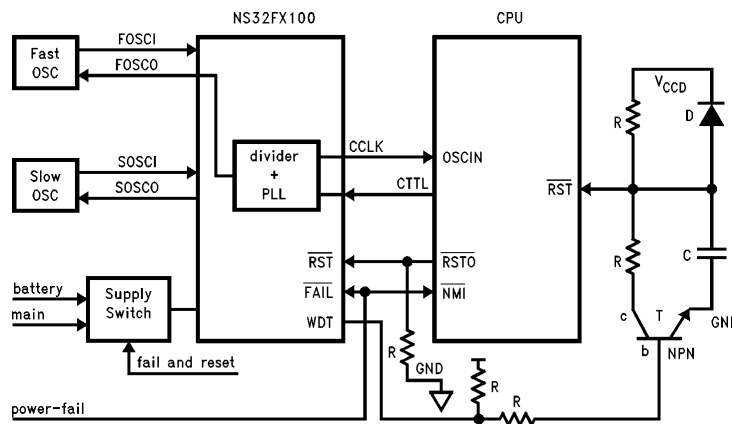 NS32FX100
CPU
Fast OSC
FOSCI
FOSCO
Slow OSC
SOSCI
SOSCO
divider + PLL
CCLK
OSCIN
CTTL
RST
RSTO
FAIL
NMI
WDT
battery
main
Supply Switch
fail and reset
power-fail
R
GND
R
R
RST
VCCD
R
D
R
C
c
T
b
NPN
GND